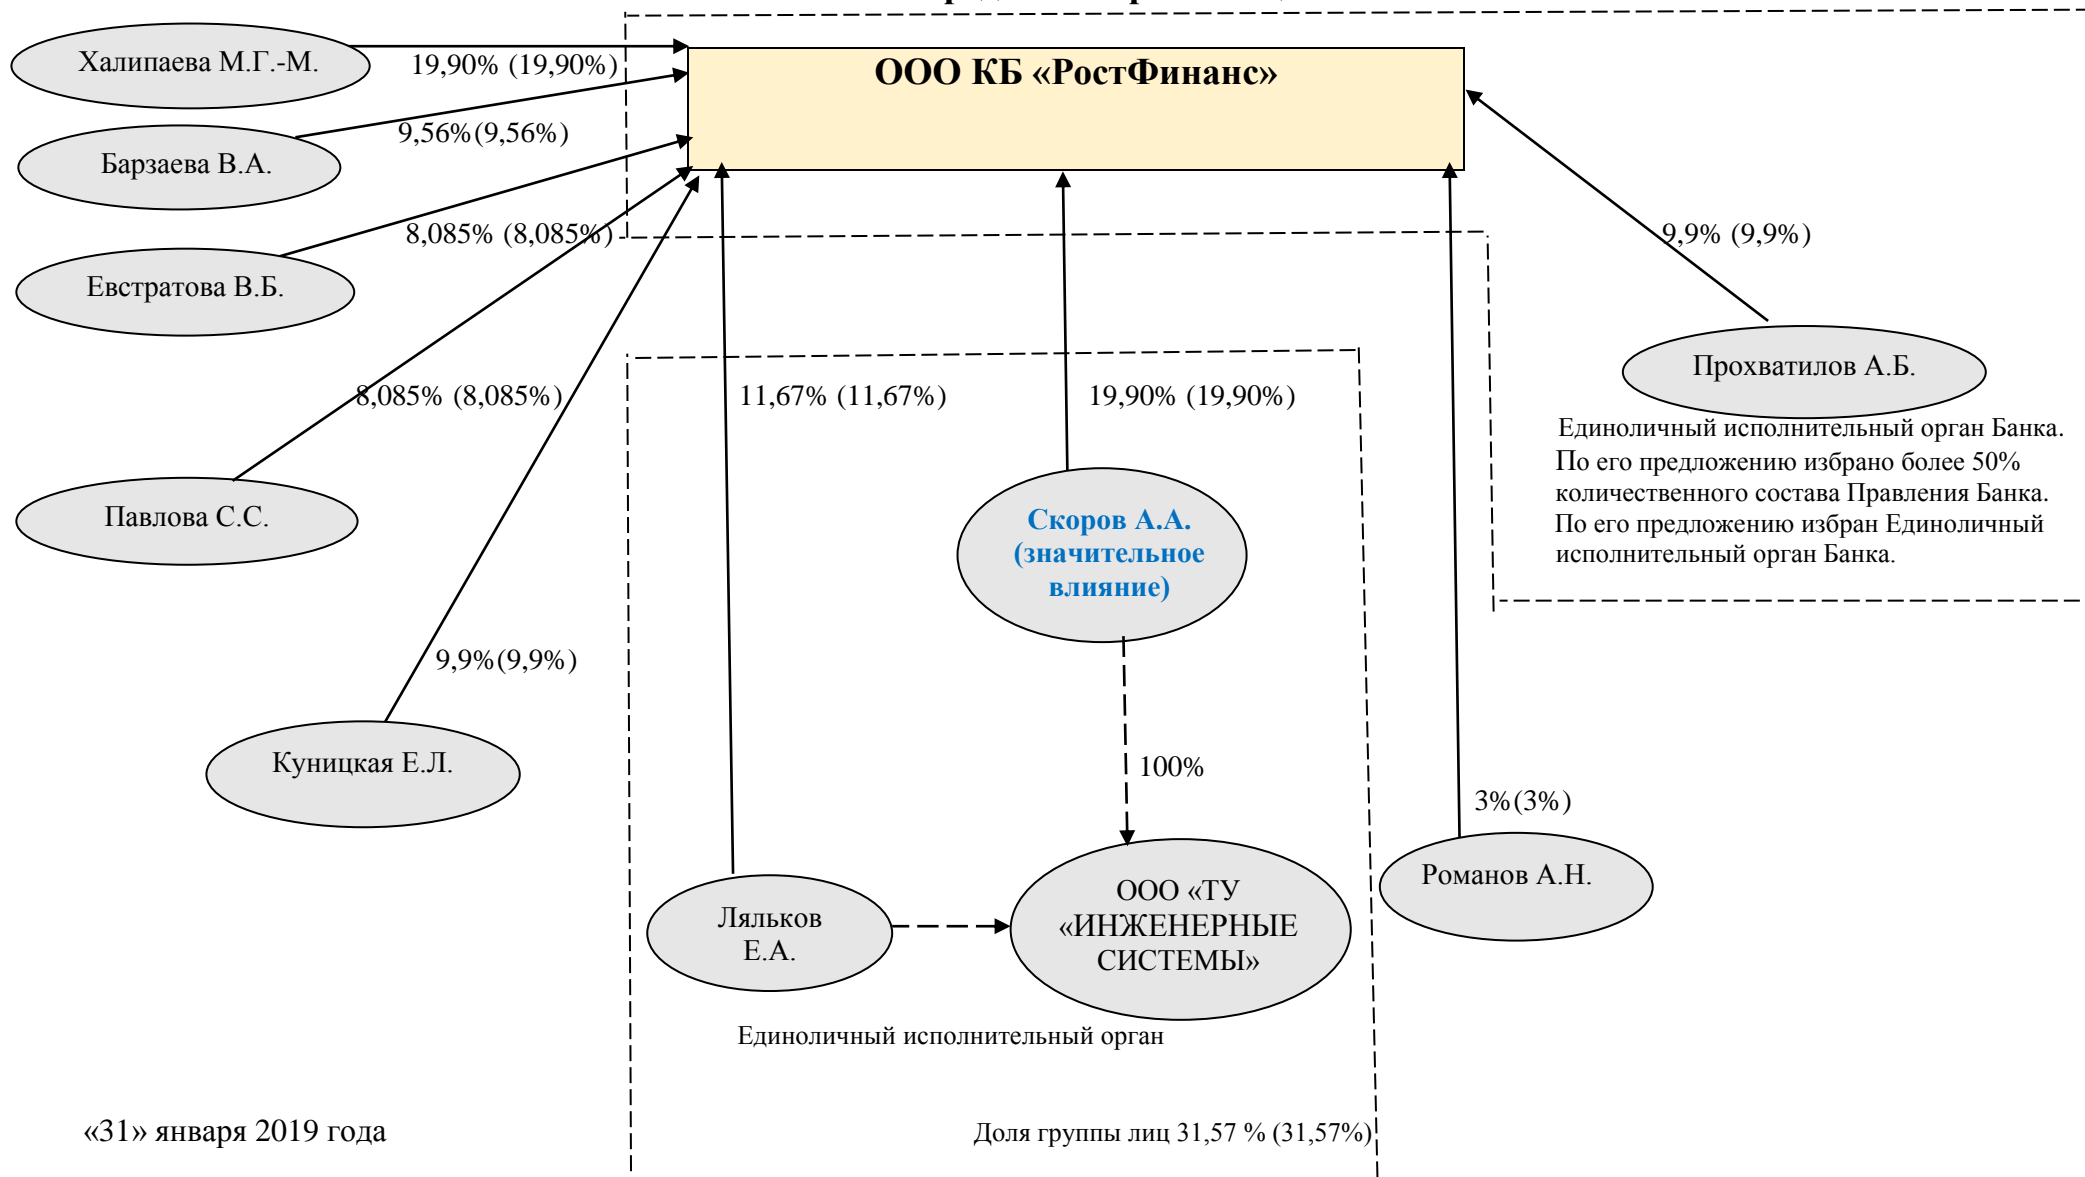 Халипаева М.Г.-М.
19,90% (19,90%)
ООО КБ «РостФинанс»
9,56%(9,56%)
Барзаева В.А.
8,085% (8,085%)
9,9% (9,9%)
Евстратова В.Б.
Прохватилов А.Б.
8,085% (8,085%)
11,67% (11,67%)
19,90% (19,90%)
Единоличный исполнительный орган Банка.
По его предложению избрано более 50%
количественного состава Правления Банка.
По его предложению избран Единоличный
исполнительный орган Банка.
Павлова С.С.
Скоров А.А.
(значительное
влияние)
9,9%(9,9%)
Куницкая Е.Л.
100%
3%(3%)
Романов А.Н.
Ляльков
Е.А.
ООО «ТУ
«ИНЖЕНЕРНЫЕ
СИСТЕМЫ»
Единоличный исполнительный орган
«31» января 2019 года
Доля группы лиц 31,57 % (31,57%)